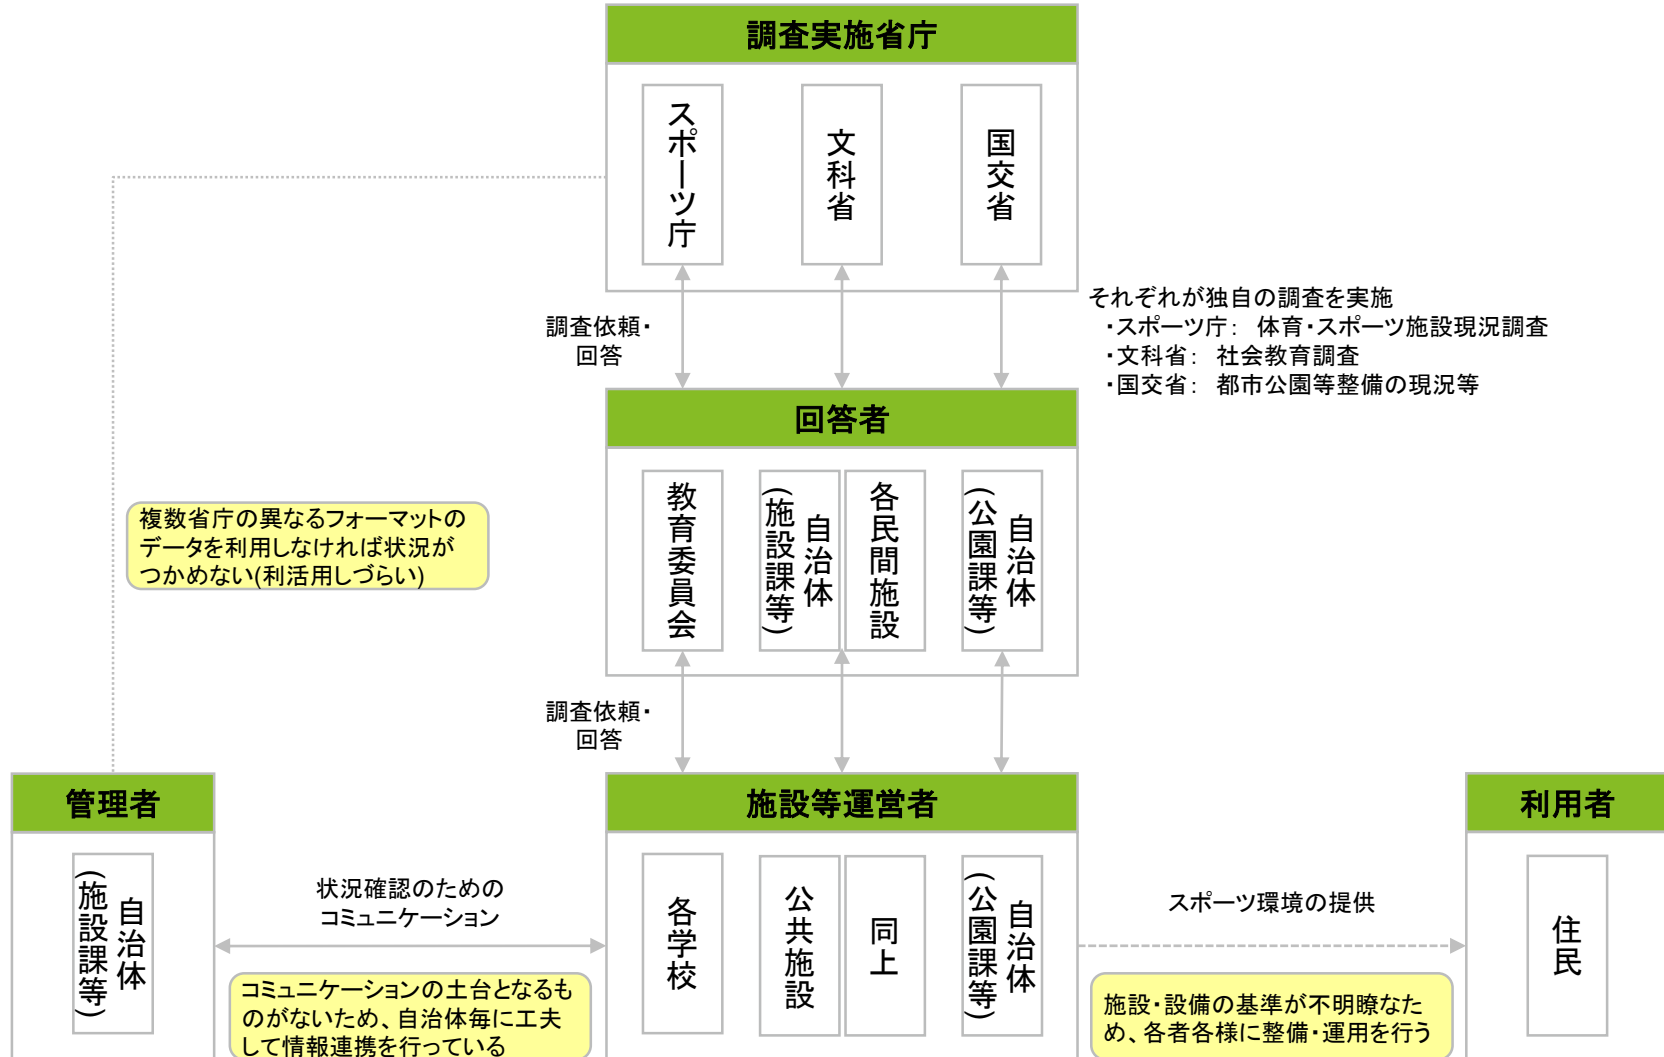 調査実施省庁
スポーツ庁
文科省
国交省
調査依頼・
回答
それぞれが独自の調査を実施
・スポーツ庁： 体育・スポーツ施設現況調査
・文科省： 社会教育調査
・国交省： 都市公園等整備の現況等
回答者
教育委員会
自治体
(施設課等)
各民間施設
自治体
(公園課等)
複数省庁の異なるフォーマットの
データを利用しなければ状況が
つかめない(利活用しづらい)
調査依頼・
回答
管理者
自治体
(施設課等)
状況確認のための
コミュニケーション
コミュニケーションの土台となるも
のがないため、自治体毎に工夫
して情報連携を行っている
施設等運営者
各学校
公共施設
同上
自治体
(公園課等)
スポーツ環境の提供
施設・設備の基準が不明瞭なた
め、各者各様に整備・運用を行う
利用者
住民